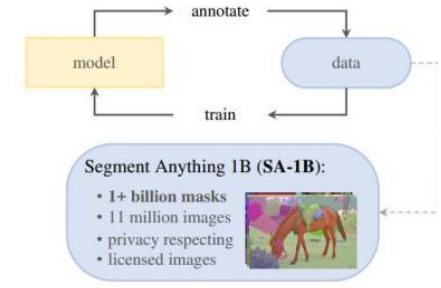 annotate
model
data
train
Segment Anything 1B (SA-1B):
• 1+ billion masks
• 11 million images
• privacy respecting
• licensed images